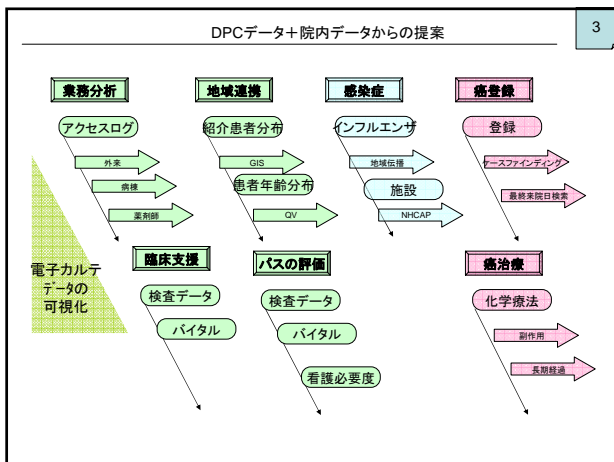 DPCデータ+院内データからの提案
3
業務分析
地域連携
感染症
癌登録
アクセスログ
紹介患者分布
インフルエンザ
登録
外来
GIS
地域伝播
ケースファインディング
病棟
患者年齢分布
施設
最終来院日検索
薬剤師
QV
NHCAP
電子カルテ
データの
可視化
臨床支援
パスの評価
癌治療
検査データ
検査データ
化学療法
バイタル
バイタル
副作用
看護必要度
長期経過